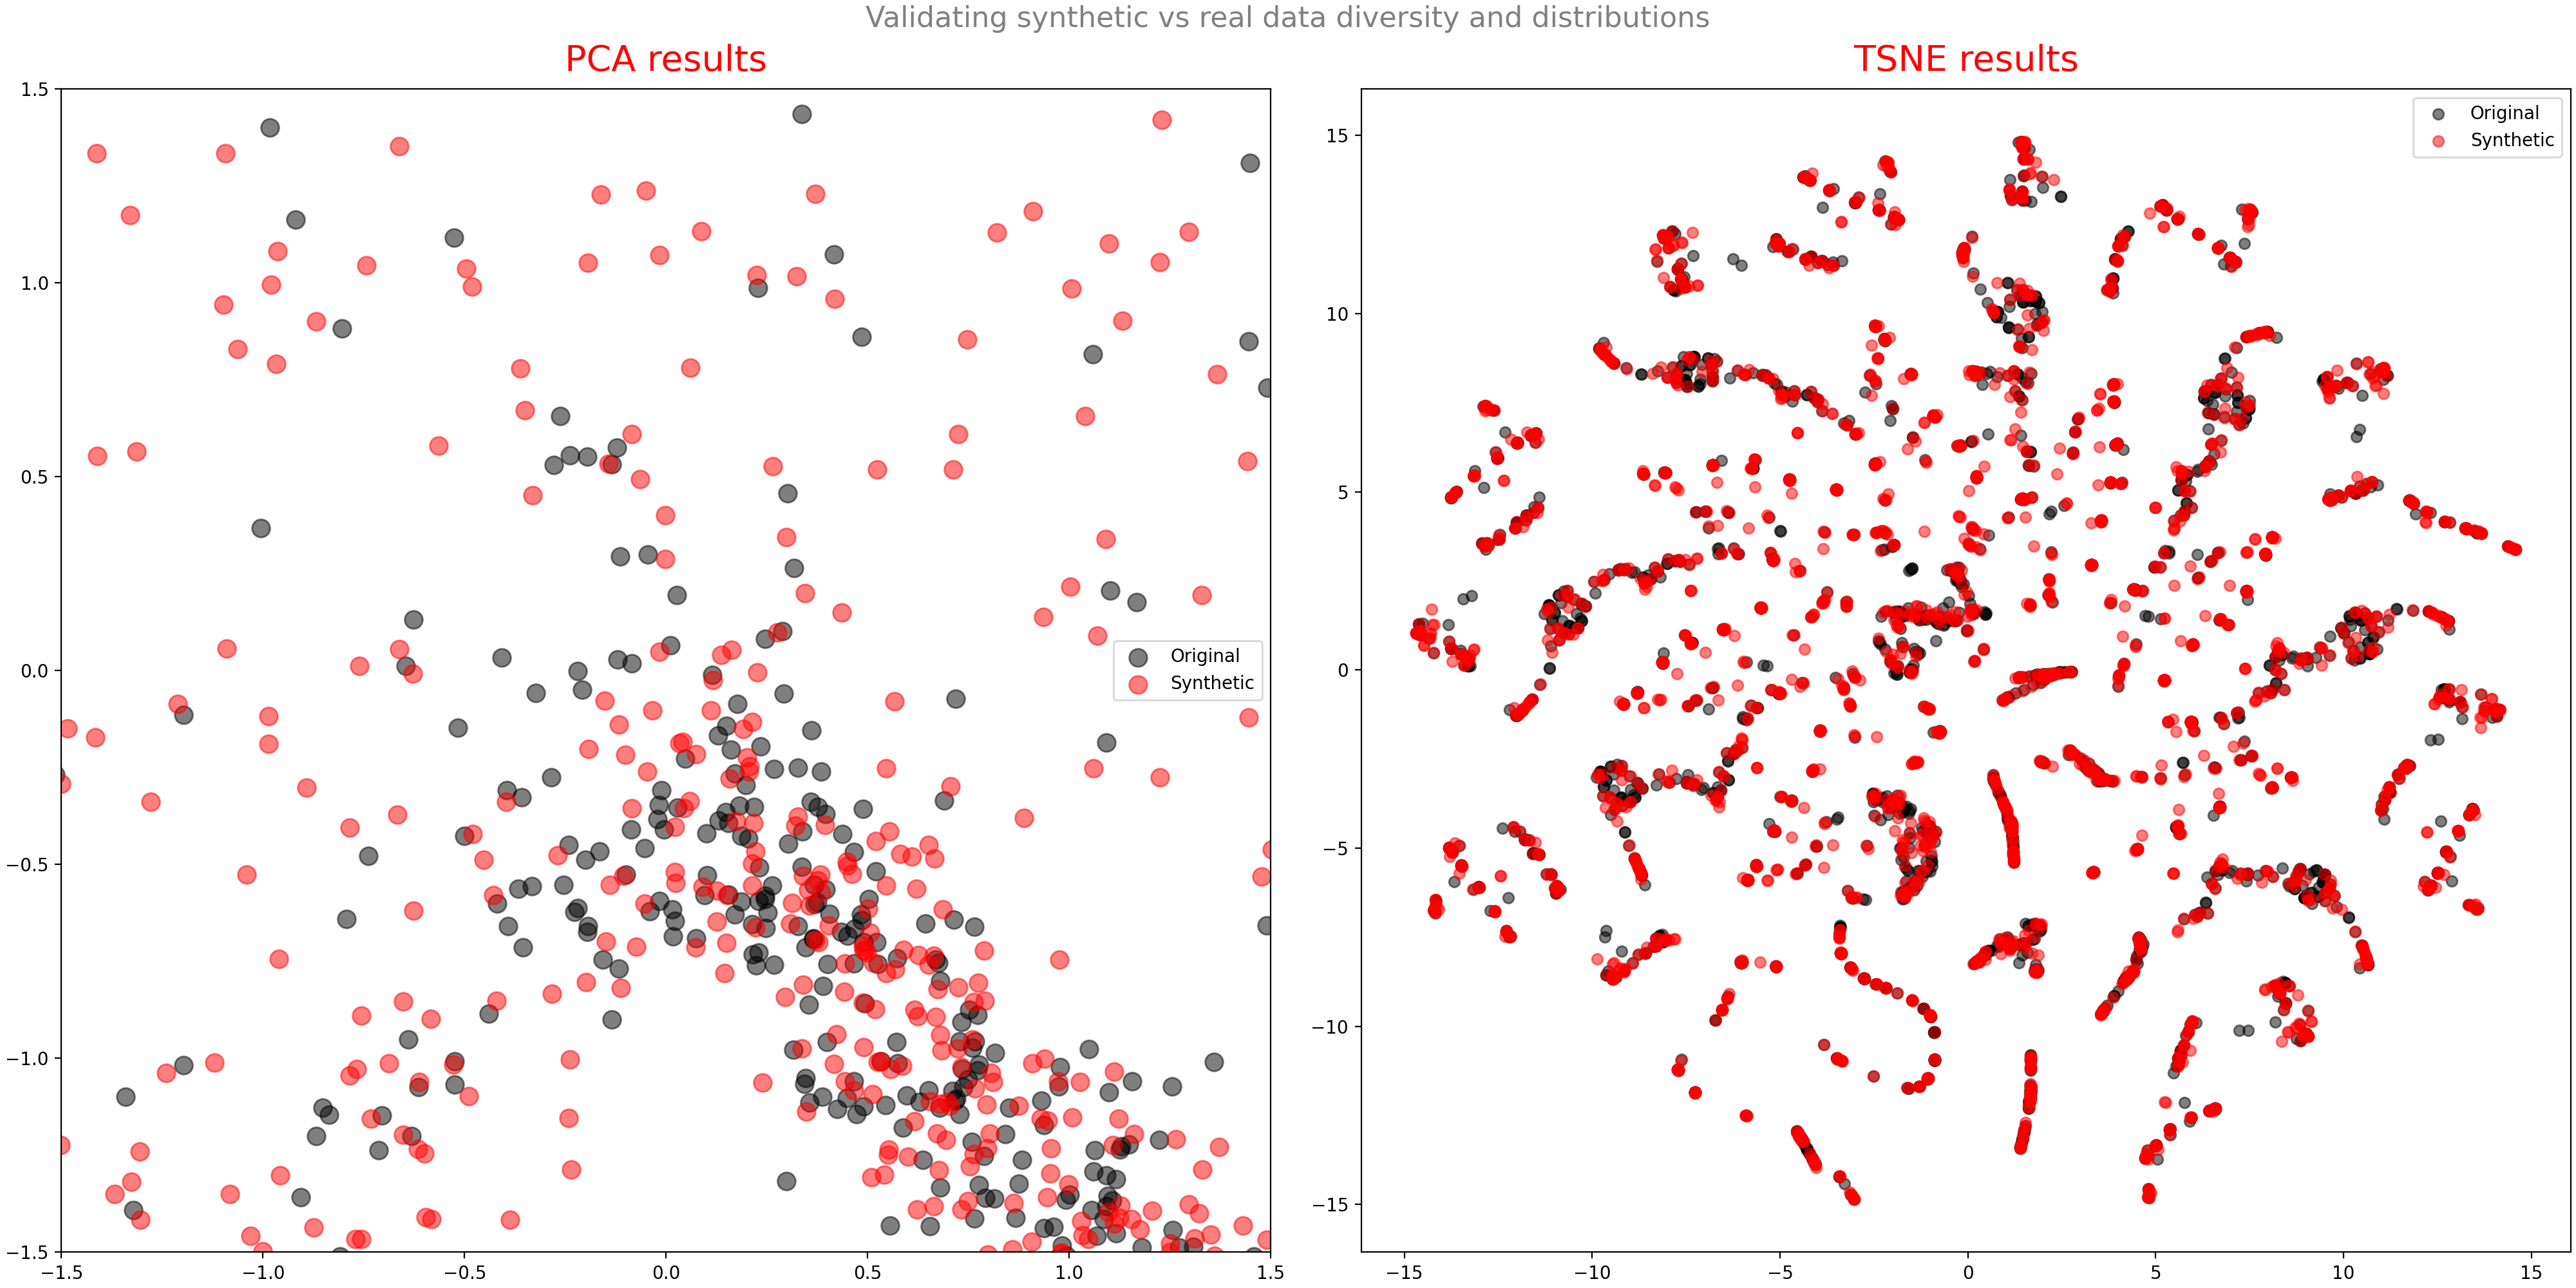 Validating synthetic vs real data diversity and distributions
PCA results
1.5
1.0
0.5
0.0
−0.5
−1.0
−1.5
−1.5 −1.0 −0.5 0.0 0.5 1.0 1.5
Original
Synthetic
TSNE results
15
10
5
0
−5
−10
−15
−15 −10 −5 0 5 10 15
Original
Synthetic